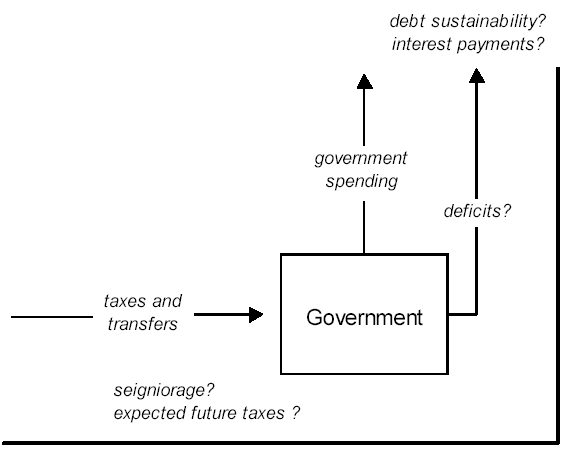 debt sustainability?
interest payments?
government
spending
deficits?
taxes and
transfers
Government
seigniorage?
expected future taxes ?